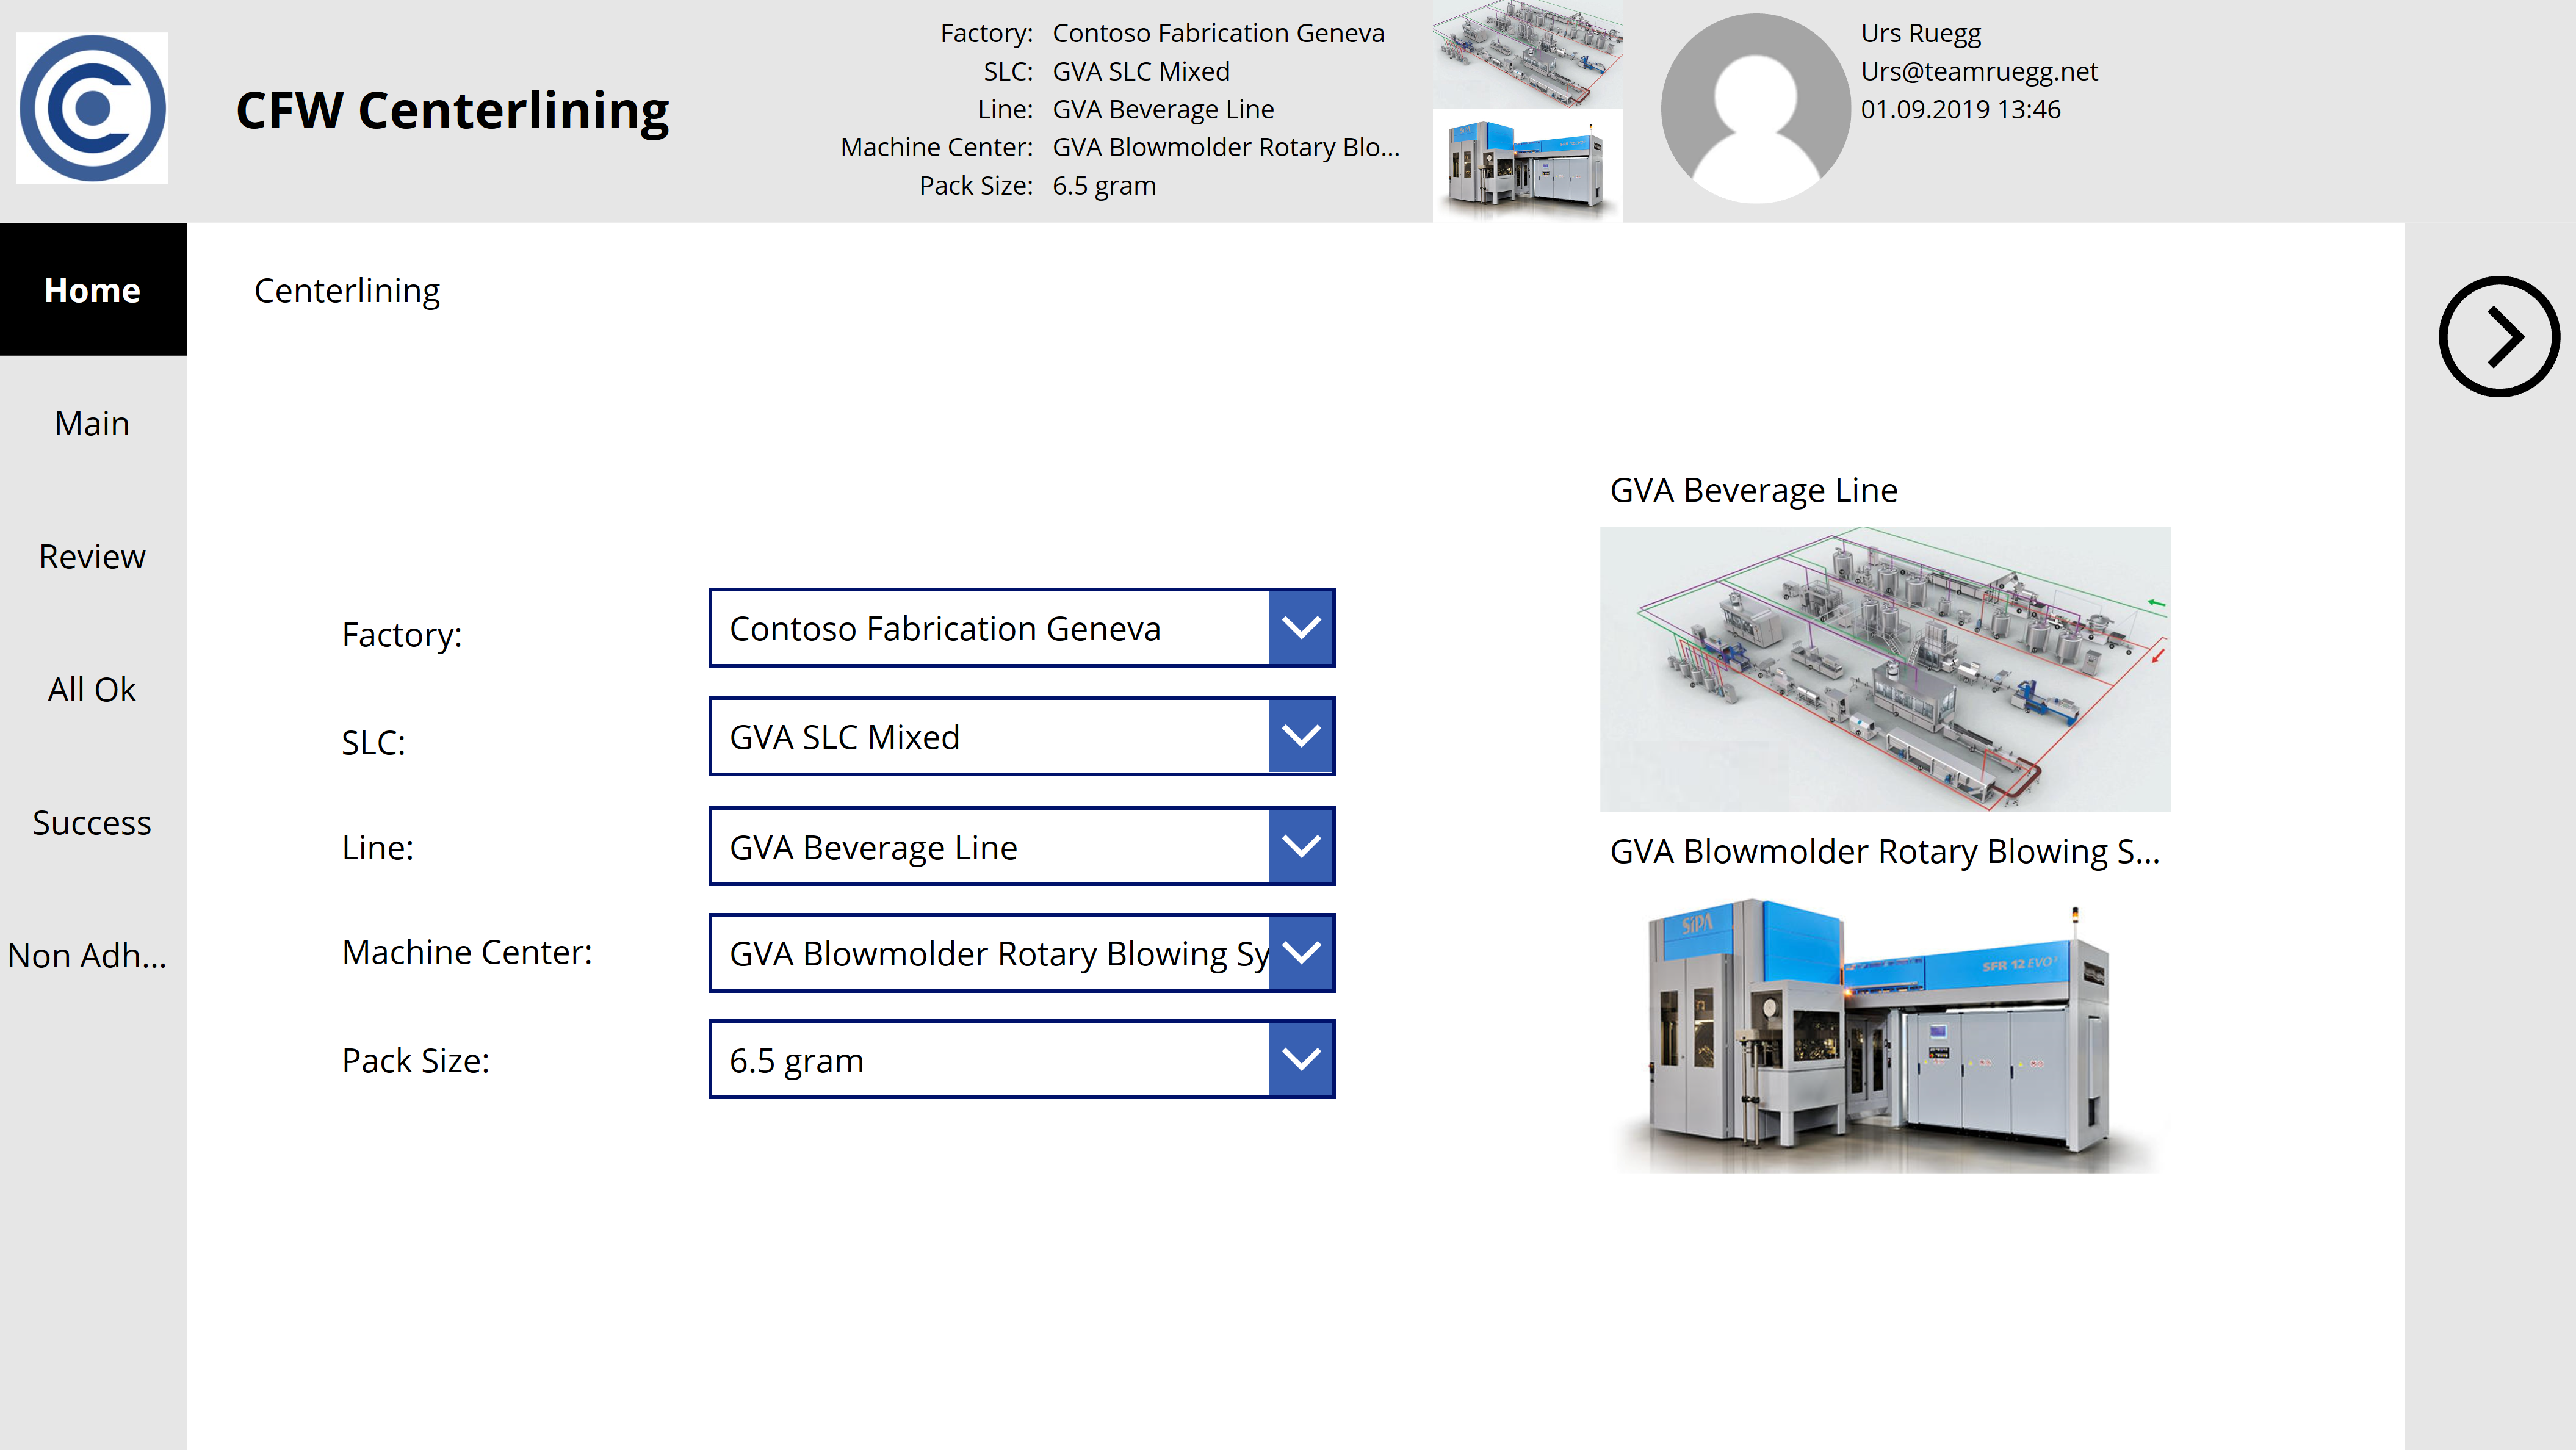 CFW Centerlining
Factory: Contoso Fabrication Geneva
SLC: GVA SLC Mixed
Line: GVA Beverage Line
Machine Center: GVA Blowmolder Rotary Blo...
Pack Size: 6.5 gram
Urs Ruegg
Urs@teamruegg.net
01.09.2019 13:46
Home
Main
Review
All Ok
Success
Non Adh...
Centerlining
Factory: Contoso Fabrication Geneva
SLC: GVA SLC Mixed
Line: GVA Beverage Line
Machine Center: GVA Blowmolder Rotary Blowing Sy
Pack Size: 6.5 gram
GVA Beverage Line
GVA Blowmolder Rotary Blowing S...
SIPA
SFR 12 EVO³